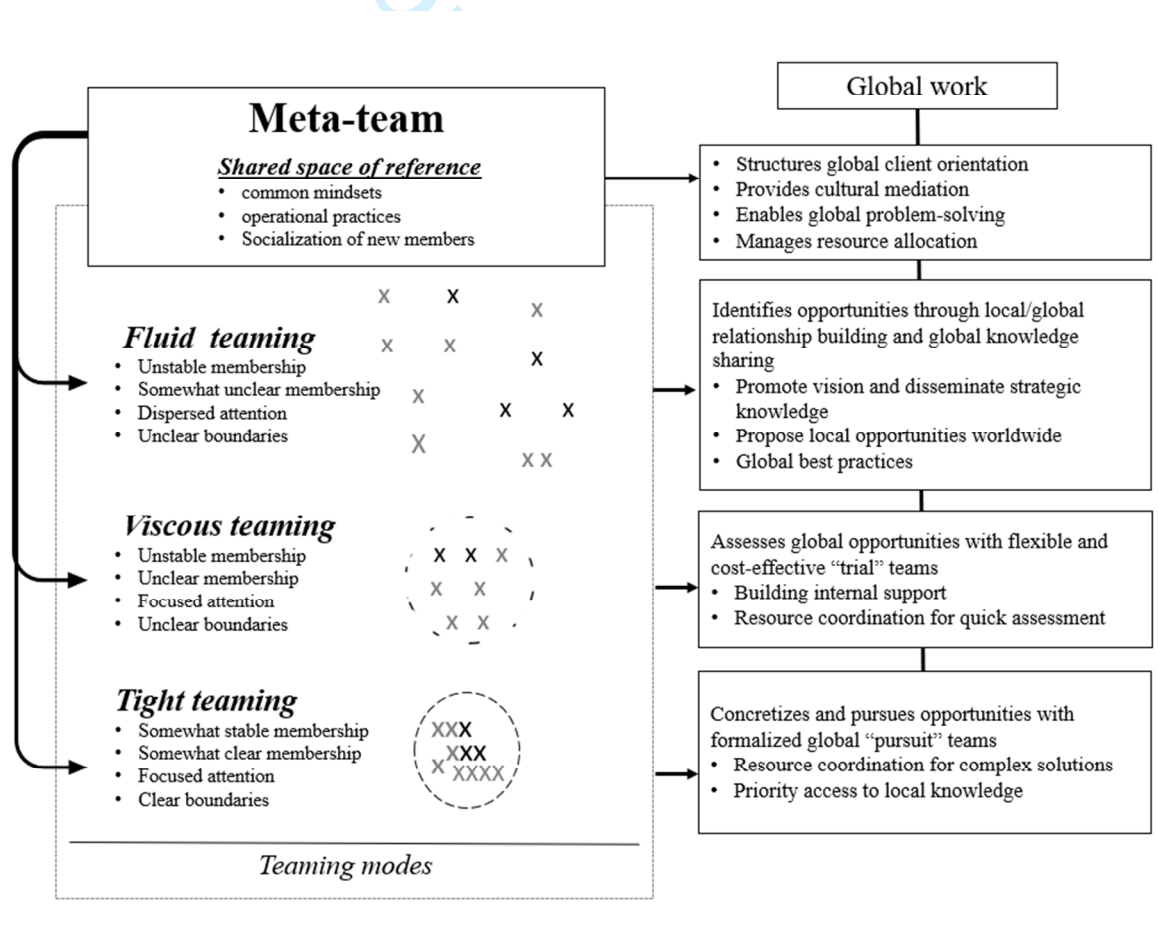 Meta-team
Shared space of reference
• common mindsets
• operational practices
• Socialization of new members
Fluid teaming
• Unstable membership
• Somewhat unclear membership
• Dispersed attention
• Unclear boundaries
X X X
X X X
X X X
X X X
Viscous teaming
• Unstable membership
• Unclear membership
• Focused attention
• Unclear boundaries
X X X
X X
X X
Tight teaming
• Somewhat stable membership
• Somewhat clear membership
• Focused attention
• Clear boundaries
XXX
XXX
X XXXX
Teaming modes
Global work
• Structures global client orientation
• Provides cultural mediation
• Enables global problem-solving
• Manages resource allocation
Identifies opportunities through local/global
relationship building and global knowledge
sharing
• Promote vision and disseminate strategic
knowledge
• Propose local opportunities worldwide
• Global best practices
Assesses global opportunities with flexible and
cost-effective “trial” teams
• Building internal support
• Resource coordination for quick assessment
Concretizes and pursues opportunities with
formalized global “pursuit” teams
• Resource coordination for complex solutions
• Priority access to local knowledge